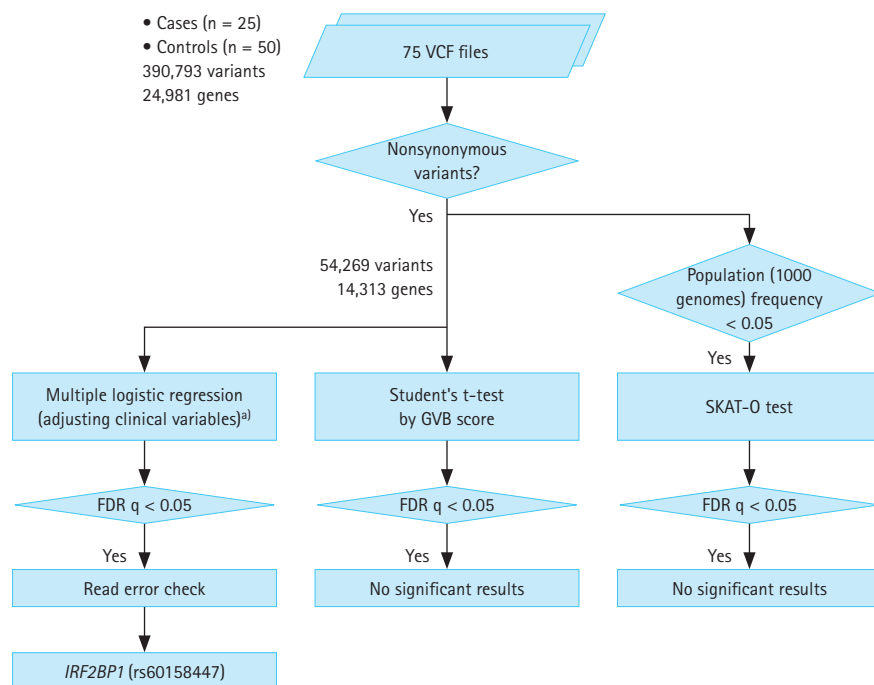 • Cases (n = 25)
• Controls (n = 50)
390,793 variants
24,981 genes
75 VCF files
Nonsynonymous
variants?
Yes
54,269 variants
14,313 genes
Population (1000
genomes) frequency
< 0.05
Yes
Multiple logistic regression
(adjusting clinical variables)a)
Student's t-test
by GVB score
SKAT-O test
FDR q < 0.05
FDR q < 0.05
FDR q < 0.05
Yes
Yes
Yes
Read error check
No significant results
No significant results
IRF2BP1 (rs60158447)